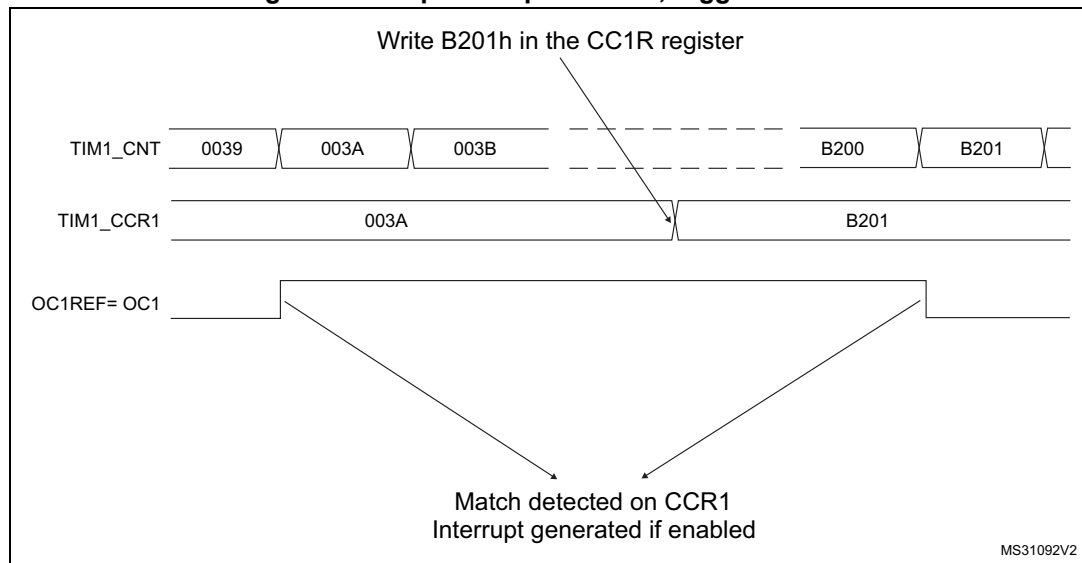 Write B201h in the CC1R register
TIM1_CNT 0039 003A 003B B200 B201
TIM1_CCR1 003A B201
OC1REF= OC1
Match detected on CCR1
Interrupt generated if enabled
MS31092V2